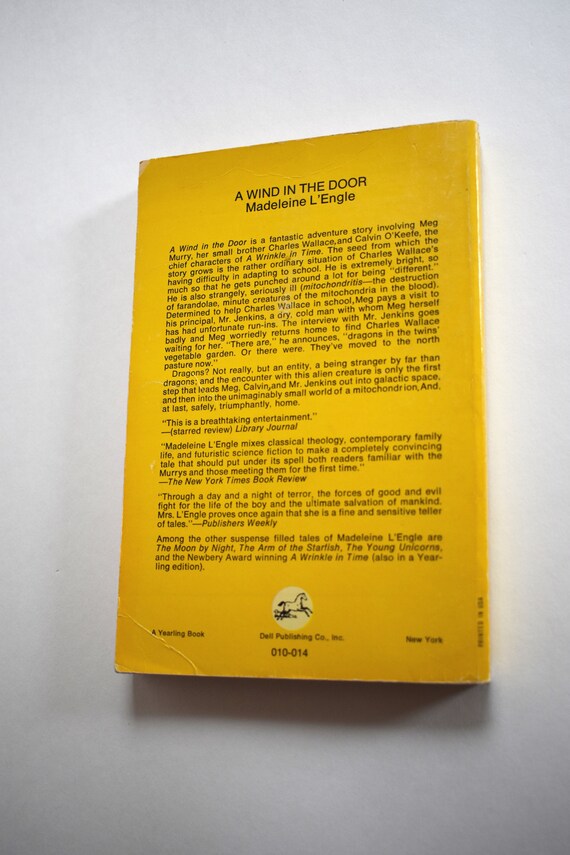 A WIND IN THE DOOR
Madeleine L'Engle
A Wind in the Door is a fantastic adventure story involving Meg
Murry, her small brother Charles Wallace,and Calvin O'Keefe, the
chief characters of A Wrinkle in Time. The seed from which the
story grows is the rather ordinary situation of Charles Wallace's
having difficulty in adapting to school. He is extremely bright, so
much so that he gets punched around a lot for being "different."
He is also strangely, seriously ill (mitochondritis—the destruction
of farandolae, minute creatures of the mitochondria in the blood).
Determined to help Charles Wallace in school,Meg pays a visit to
his principal, Mr. Jenkins, a dry, cold man with whom Meg herself
has had unfortunate run-ins. The interview with Mr. Jenkins goes
badly and Meg worriedly returns home to find Charles Wallace
waiting for her. "There are," he announces, "dragons in the twins'
vegetable garden. Or there were. They've moved to the north
pasture now."
Dragons? Not really, but an entity, a being stranger by far than
dragons; and the encounter with this alien creature is only the first
step that leads Meg, Calvin,and Mr. Jenkins out into galactic space,
and then into the unimaginably small world of a mitochondrion,And,
at last, safely, triumphantly, home.
"This is a breathtaking entertainment."
—(starred review) Library Journal
"Madeleine L'Engle mixes classical theology, contemporary family
life, and futuristic science fiction to make a completely convincing
tale that should put under its spell both readers familiar with the
Murrys and those meeting them for the first time."
—The New York Times Book Review
"Through a day and a night of terror, the forces of good and evil
fight for the life of the boy and the ultimate salvation of mankind.
Mrs. L'Engle proves once again that she is a fine and sensitive teller
of tales."—Publishers Weekly
Among the other suspense filled tales of Madeleine L'Engle are
The Moon by Night, The Arm of the Starfish, The Young Unicorns,
and the Newbery Award winning A Wrinkle in Time (also in a Year-
ling edition).
A Yearling Book Dell Publishing Co., Inc. New York
010-014
PRINTED IN USA